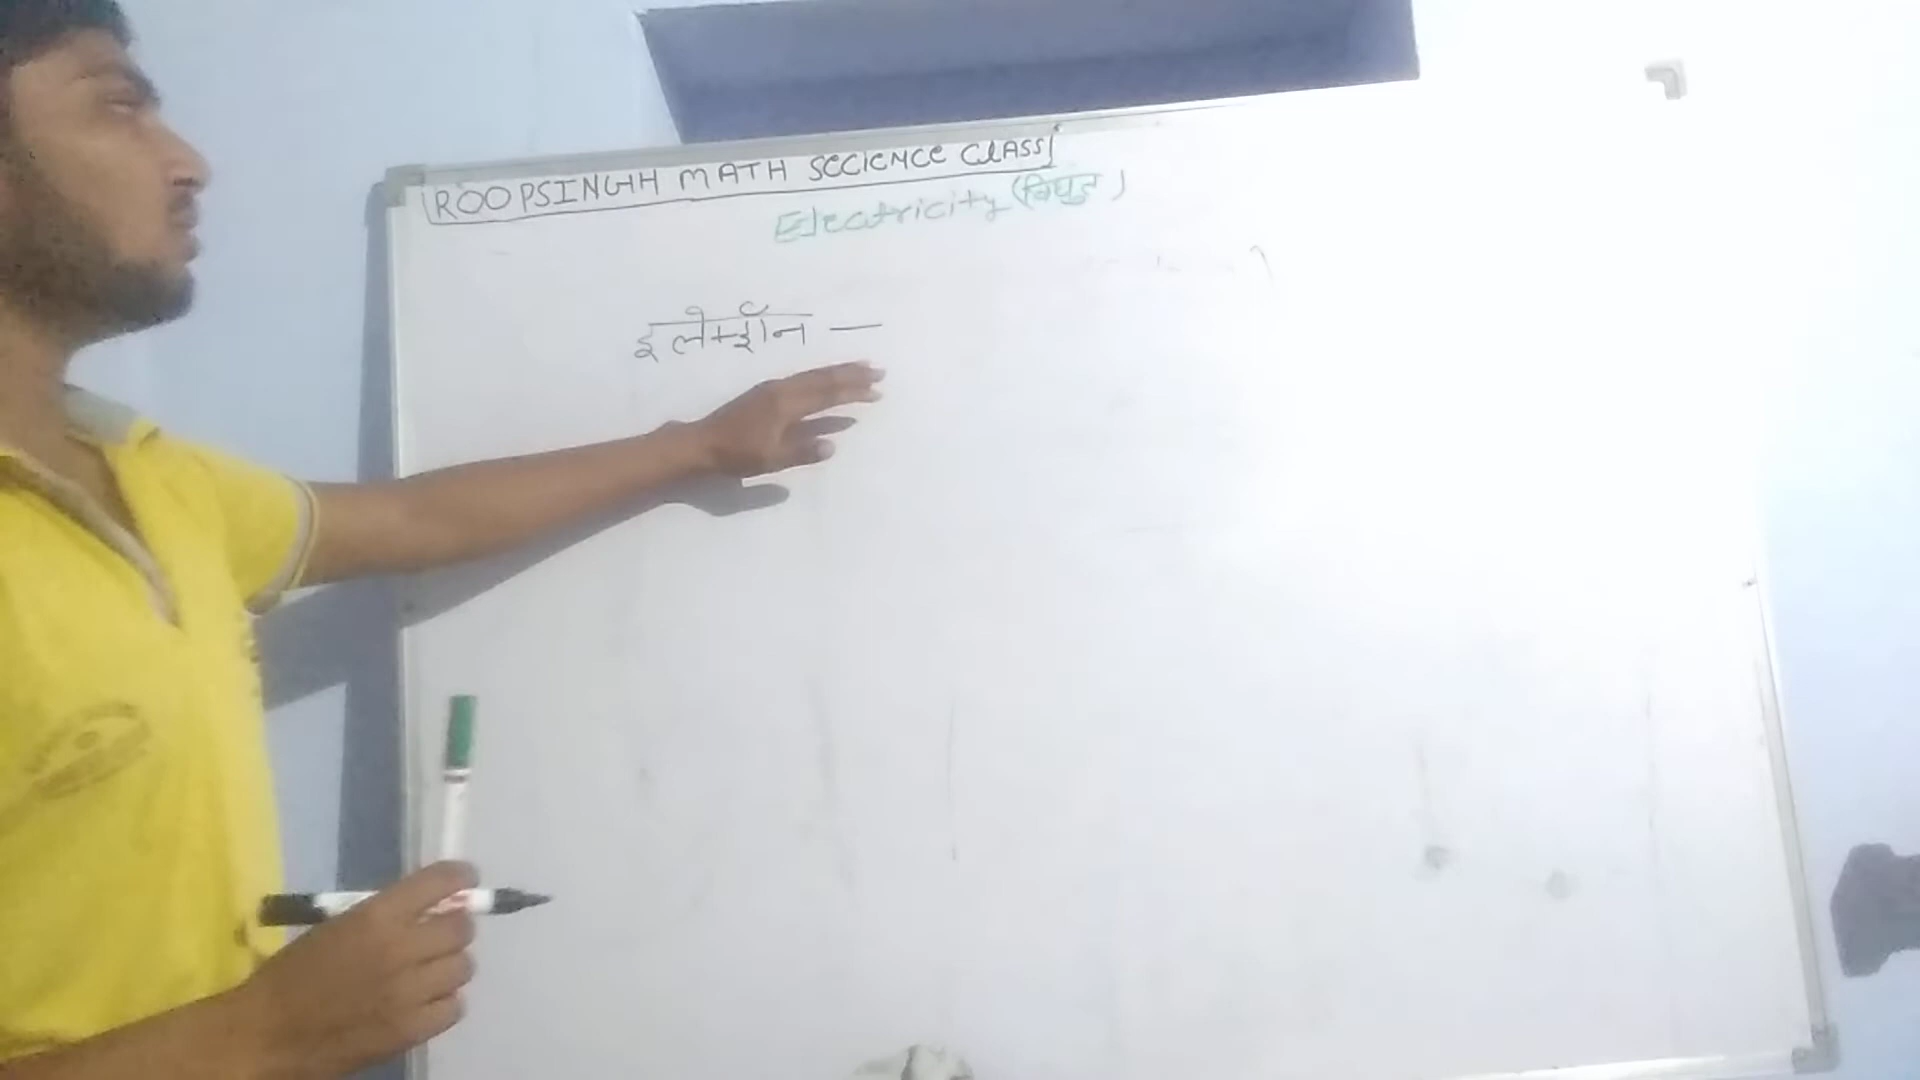 ROOPSINGH MATH SCCIENCE ClASS
Electricity (विघुत)
इलेक्ट्रॉन —